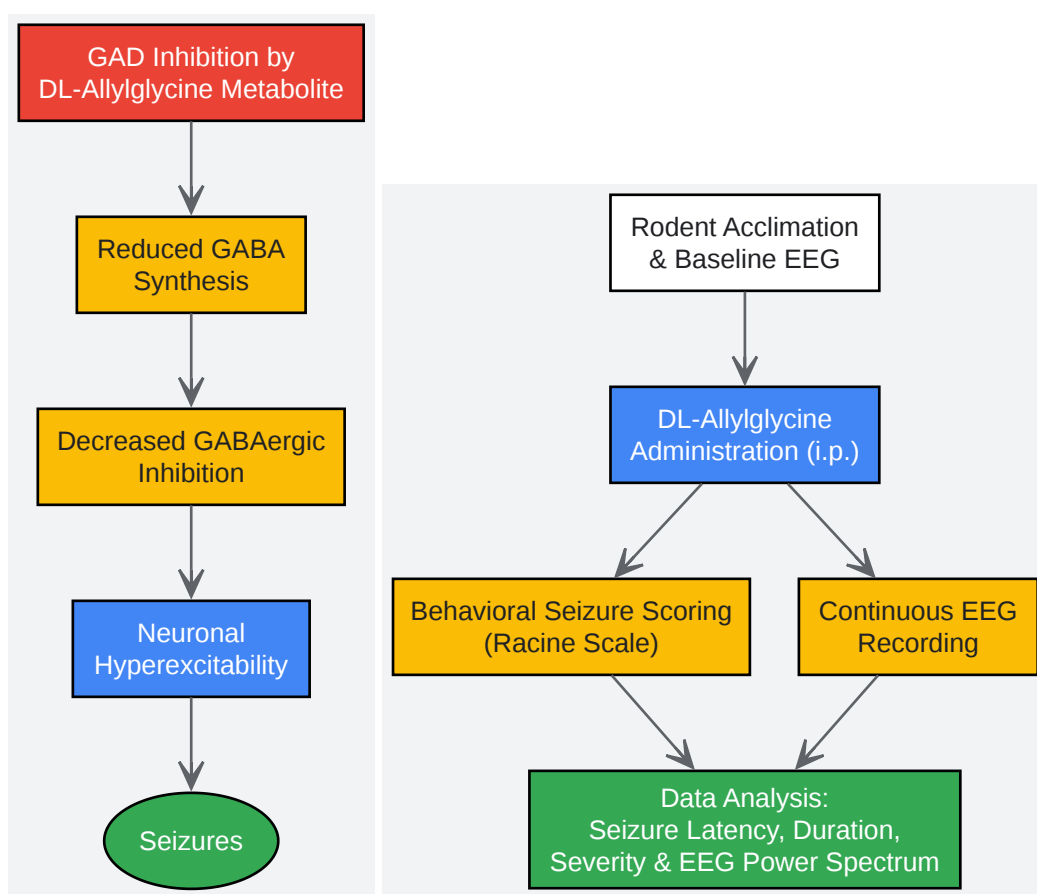 GAD Inhibition by
DL-Allylglycine Metabolite
Reduced GABA
Synthesis
Decreased GABAergic
Inhibition
Neuronal
Hyperexcitability
Seizures
Rodent Acclimation
& Baseline EEG
DL-Allylglycine
Administration (i.p.)
Behavioral Seizure Scoring
(Racine Scale)
Continuous EEG
Recording
Data Analysis:
Seizure Latency, Duration,
Severity & EEG Power Spectrum